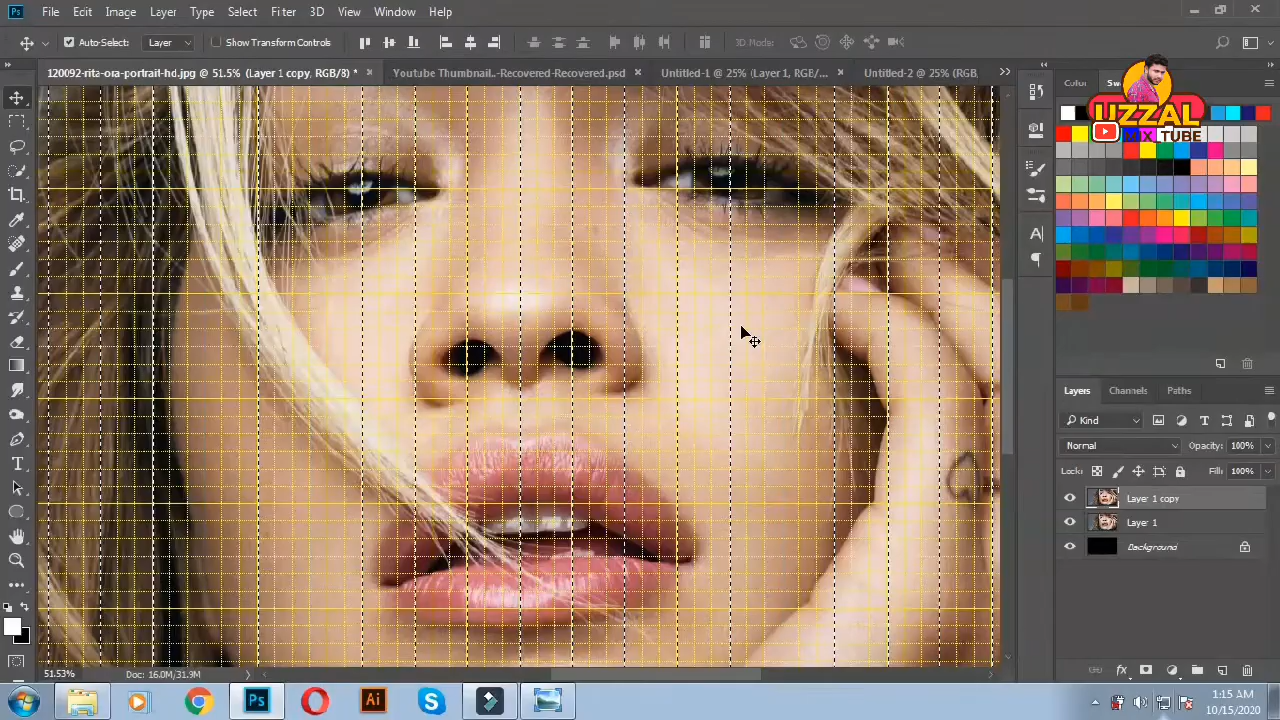 Ps File Edit Image Layer Type Select Filter 3D View Window Help
Auto-Select: Layer Show Transform Controls 3D Mode:
120092-rita-ora-portrait-hd.jpg @ 51.5% (Layer 1 copy, RGB/8) * Youtube Thumbnail..-Recovered-Recovered.psd Untitled-1 @ 25% (Layer 1, RGB/... Untitled-2 @ 25% (RGB,
Color Sw
UZZAL
MIX TUBE
Layers Channels Paths
Kind
Normal Opacity: 100%
Lock: Fill: 100%
Layer 1 copy
Layer 1
Background
51.53% Doc: 16.0M/31.9M
Ps Ai
1:15 AM
10/15/2020